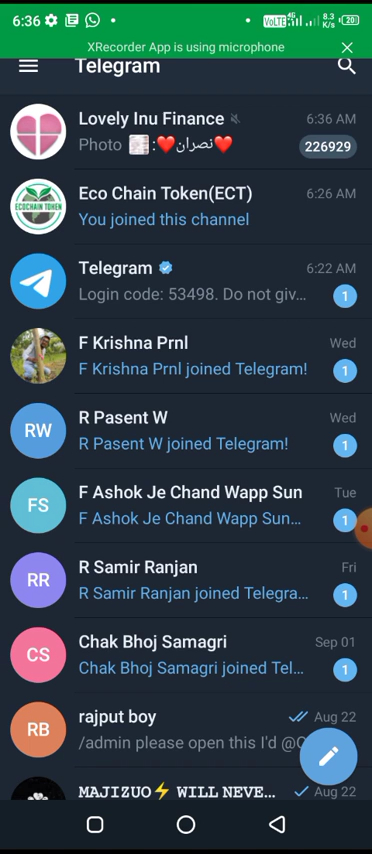 6:36
VoLTE 4G 8.3 K/s 20
XRecorder App is using microphone
Telegram
Lovely Inu Finance 6:36 AM
Photo ❤️نصران❤️: 226929
ECOCHAIN TOKEN
Eco Chain Token(ECT) 6:26 AM
You joined this channel
Telegram 6:22 AM
Login code: 53498. Do not giv... 1
F Krishna Prnl Wed
F Krishna Prnl joined Telegram! 1
RW
R Pasent W Wed
R Pasent W joined Telegram! 1
FS
F Ashok Je Chand Wapp Sun Tue
F Ashok Je Chand Wapp Sun... 1
RR
R Samir Ranjan Fri
R Samir Ranjan joined Telegra... 1
CS
Chak Bhoj Samagri Sep 01
Chak Bhoj Samagri joined Tel... 1
RB
rajput boy Aug 22
/admin please open this I'd @
𝙼𝙰𝙹𝙸𝚉𝚄𝙾⚡ 𝚆𝙸𝙻𝙻 𝙽𝙴𝚅𝙴... Aug 22